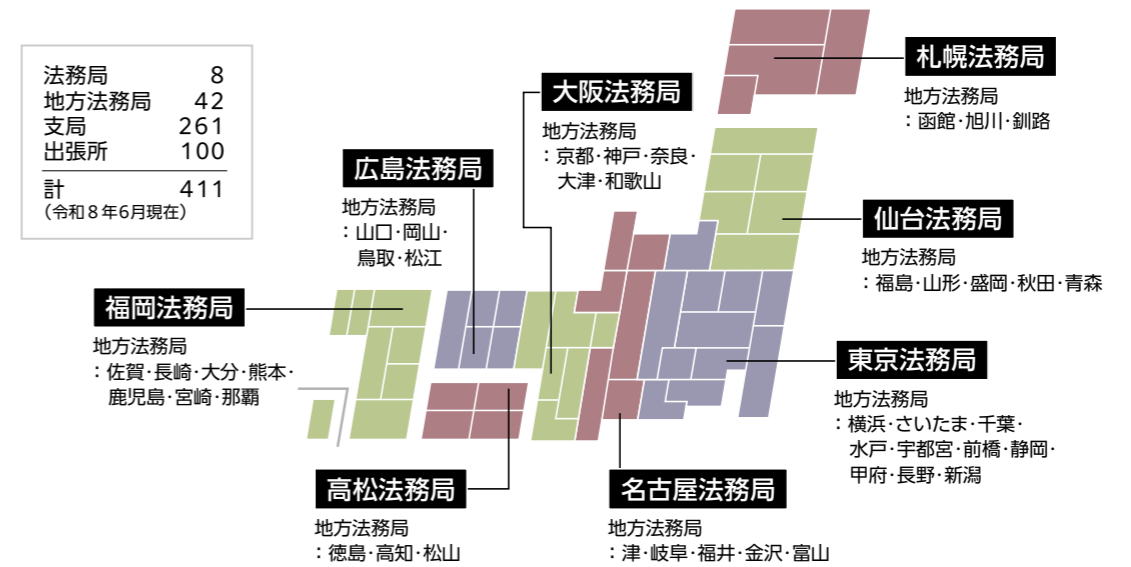 法務局 8
地方法務局 42
支局 261
出張所 100
計 411
(令和8年6月現在)
札幌法務局
地方法務局
:函館・旭川・釧路
大阪法務局
地方法務局
:京都・神戸・奈良・
大津・和歌山
広島法務局
地方法務局
:山口・岡山・
鳥取・松江
仙台法務局
地方法務局
:福島・山形・盛岡・秋田・青森
福岡法務局
地方法務局
:佐賀・長崎・大分・熊本・
鹿児島・宮崎・那覇
東京法務局
地方法務局
:横浜・さいたま・千葉・
水戸・宇都宮・前橋・静岡・
甲府・長野・新潟
高松法務局
地方法務局
:徳島・高知・松山
名古屋法務局
地方法務局
:津・岐阜・福井・金沢・富山